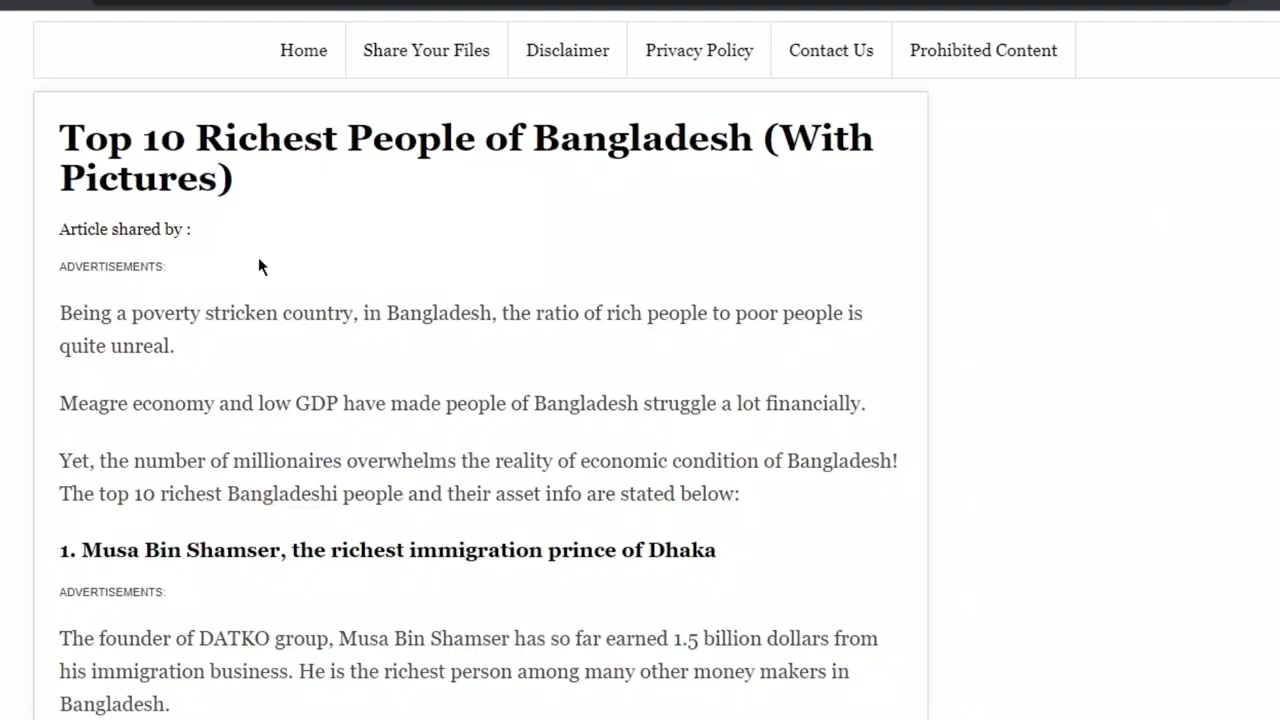 Home Share Your Files Disclaimer Privacy Policy Contact Us Prohibited Content
Top 10 Richest People of Bangladesh (With
Pictures)
Article shared by :
ADVERTISEMENTS:
Being a poverty stricken country, in Bangladesh, the ratio of rich people to poor people is
quite unreal.
Meagre economy and low GDP have made people of Bangladesh struggle a lot financially.
Yet, the number of millionaires overwhelms the reality of economic condition of Bangladesh!
The top 10 richest Bangladeshi people and their asset info are stated below:
1. Musa Bin Shamser, the richest immigration prince of Dhaka
ADVERTISEMENTS:
The founder of DATKO group, Musa Bin Shamser has so far earned 1.5 billion dollars from
his immigration business. He is the richest person among many other money makers in
Bangladesh.